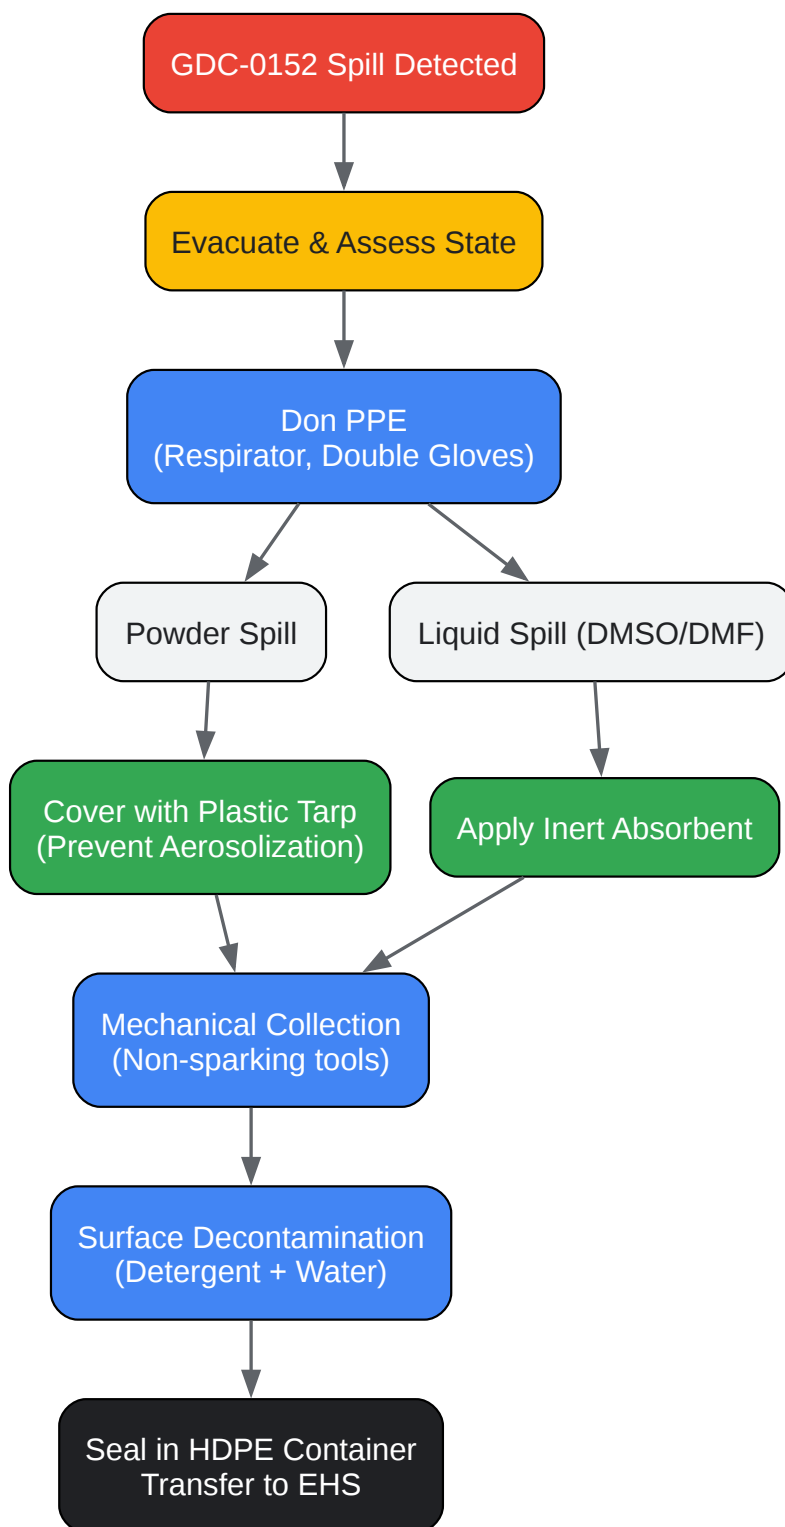 GDC-0152 Spill Detected
Evacuate & Assess State
Don PPE
(Respirator, Double Gloves)
Powder Spill
Liquid Spill (DMSO/DMF)
Cover with Plastic Tarp
(Prevent Aerosolization)
Apply Inert Absorbent
Mechanical Collection
(Non-sparking tools)
Surface Decontamination
(Detergent + Water)
Seal in HDPE Container
Transfer to EHS